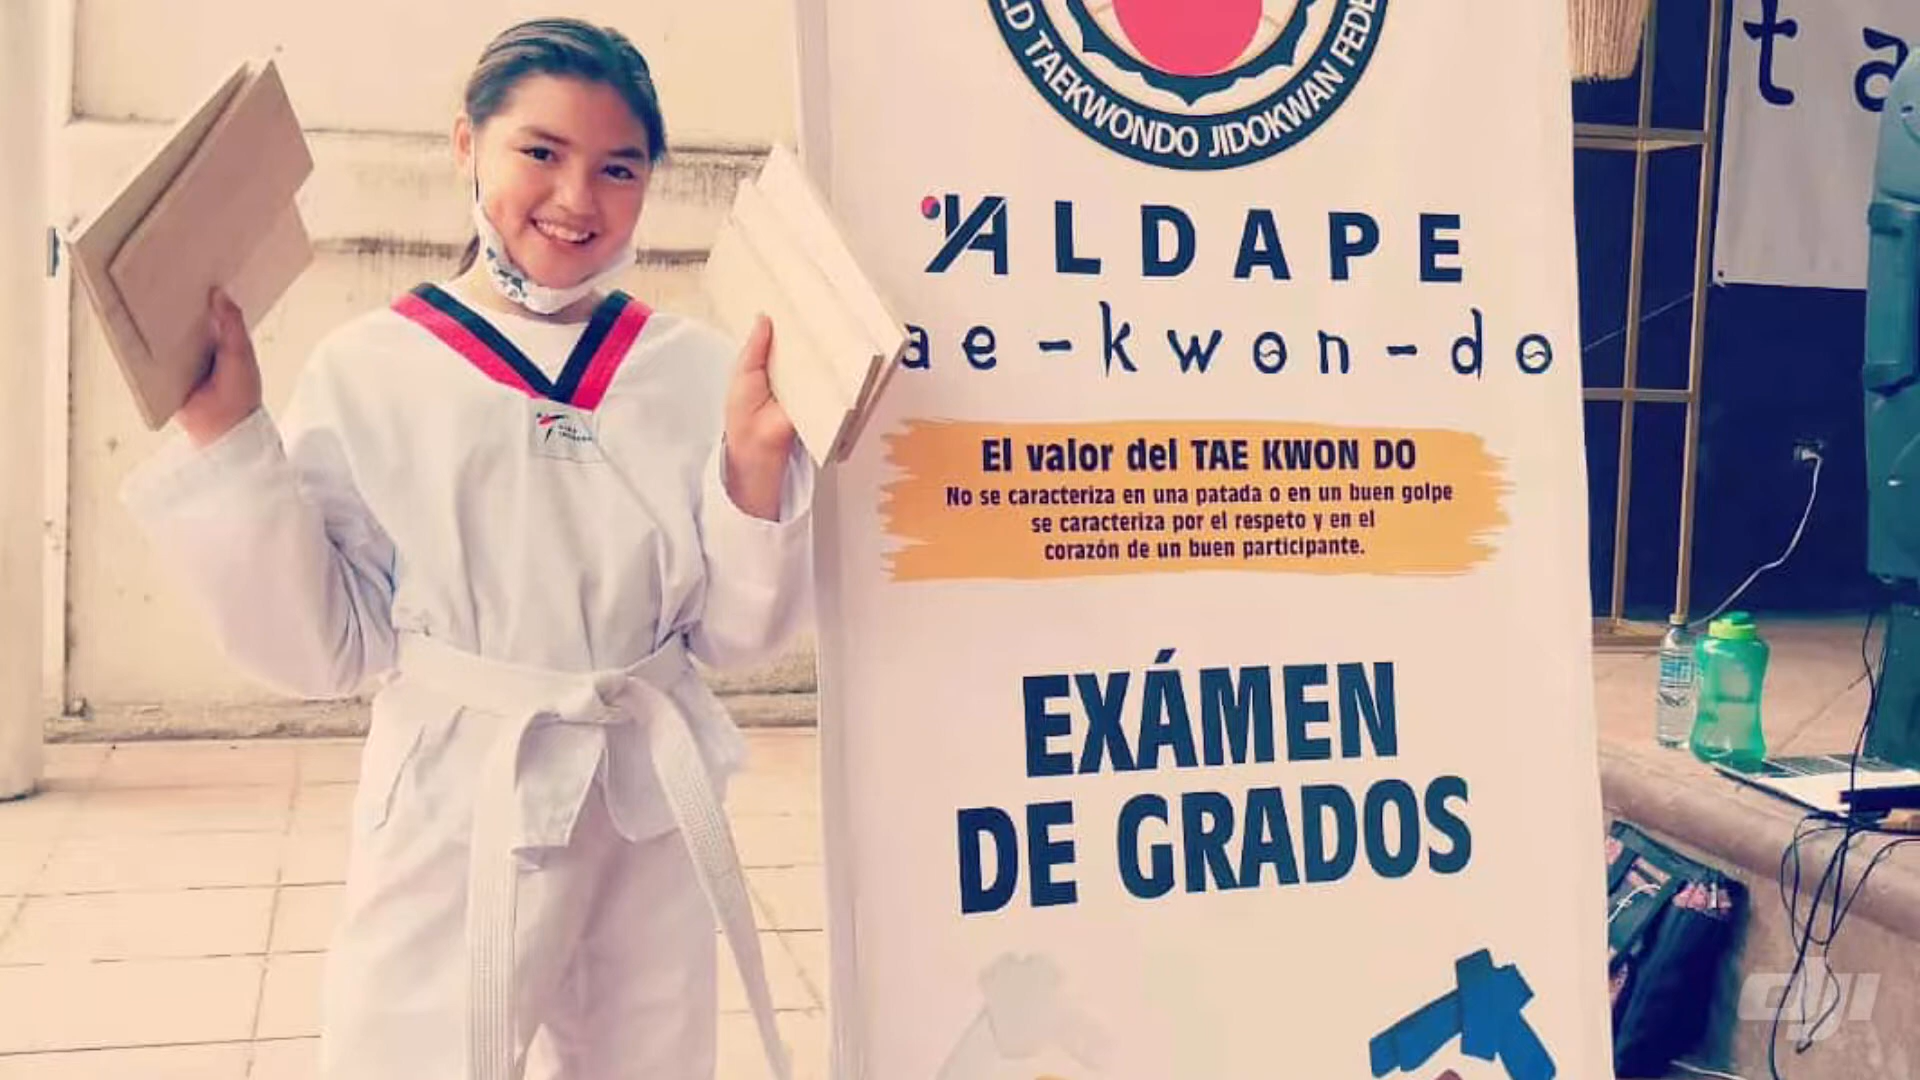 LD TAEKWONDO JIDOKWAN FEDE
ALDAPE
ae-kwon-do
El valor del TAE KWON DO
No se caracteriza en una patada o en un buen golpe
se caracteriza por el respeto y en el
corazón de un buen participante.
EXÁMEN
DE GRADOS
ta
dji